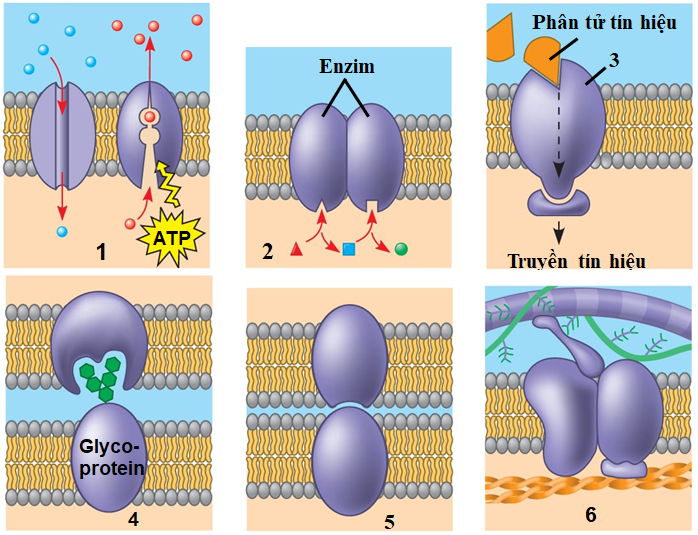 1
ATP
Enzim
2
Phân tử tín hiệu
3
Truyền tín hiệu
Glyco-
protein
4
5
6